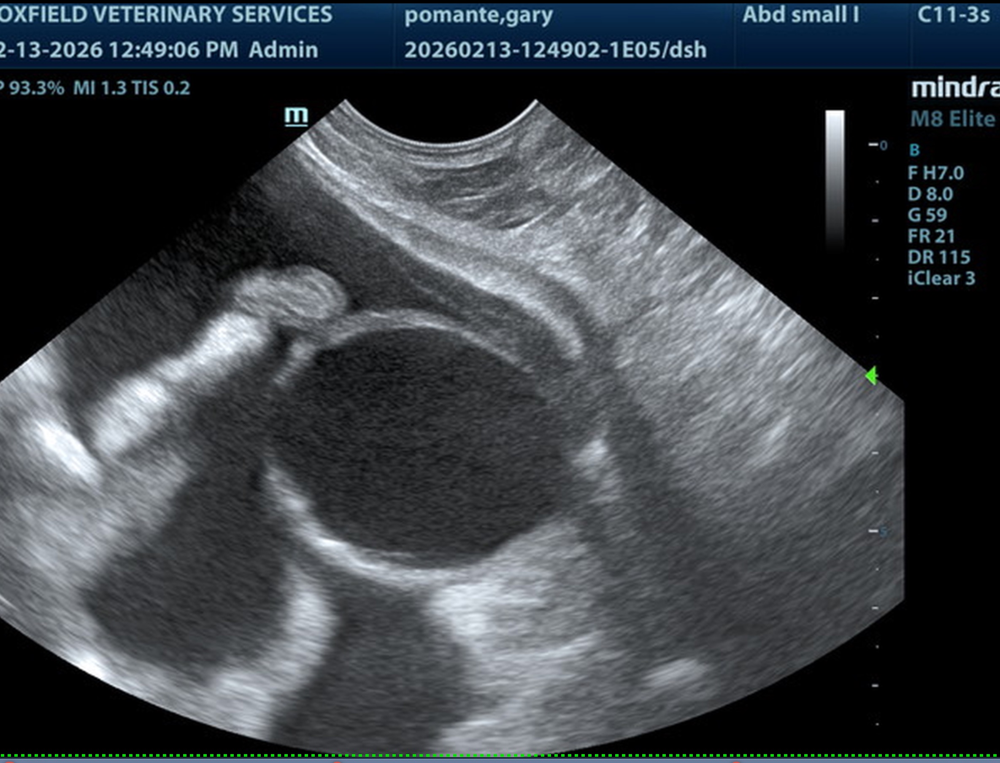 OXFIELD VETERINARY SERVICES
2-13-2026 12:49:06 PM Admin
pomante,gary
20260213-124902-1E05/dsh
Abd small I
C11-3s
P 93.3% MI 1.3 TIS 0.2
m
mindra
M8 Elite
B
F H7.0
D 8.0
G 59
FR 21
DR 115
iClear 3
0
5